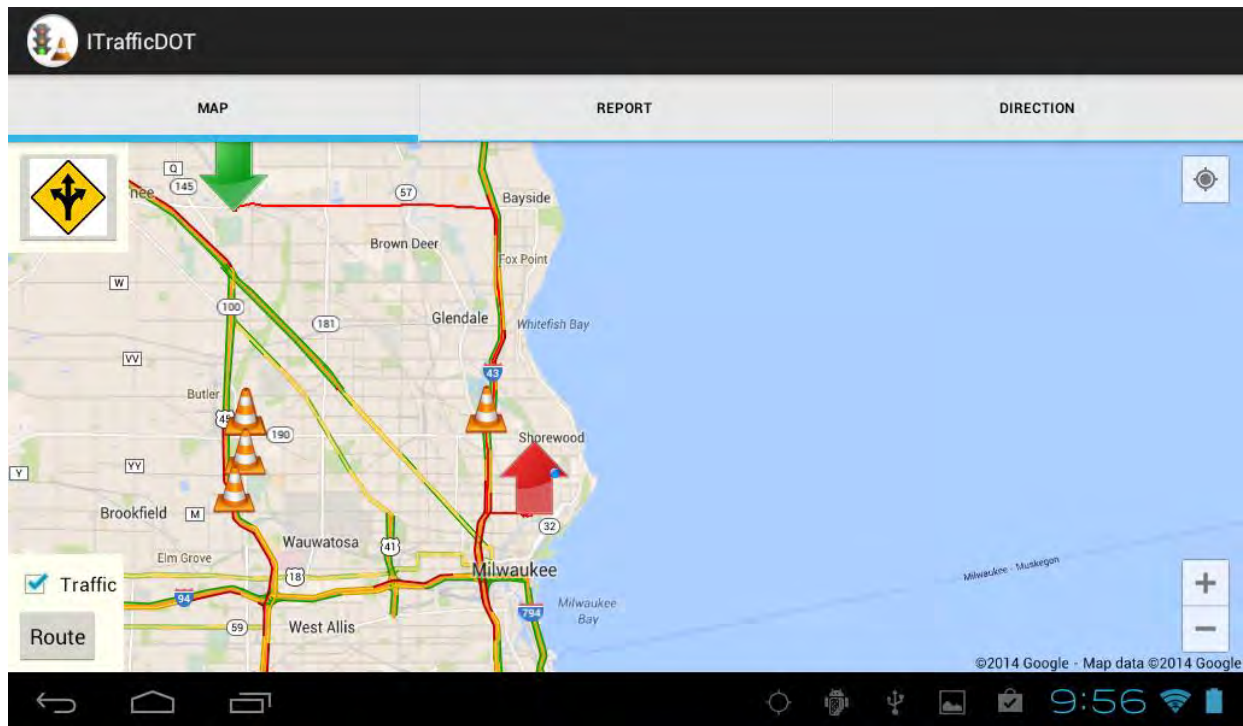 ITrafficDOT
MAP REPORT DIRECTION
Q
145
nee
57
Bayside
Brown Deer
Fox Point
W
100
181
Glendale
Whitefish Bay
VV
43
Butler
45
190
Shorewood
Y
YY
Brookfield
M
32
Wauwatosa
41
Elm Grove
18
Milwaukee
Milwaukee - Muskegon
Traffic
94
+
794
Milwaukee
Bay
59
West Allis
Route
−
©2014 Google - Map data ©2014 Google
9:56